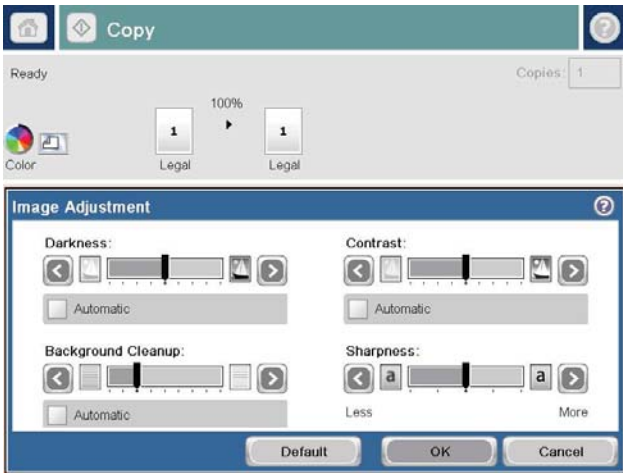 Copy
Ready
Copies: 1
100%
1
1
Color
Legal
Legal
Image Adjustment
Darkness:
Contrast:
Automatic
Automatic
Background Cleanup:
Sharpness:
a
a
Automatic
Less
More
Default
OK
Cancel